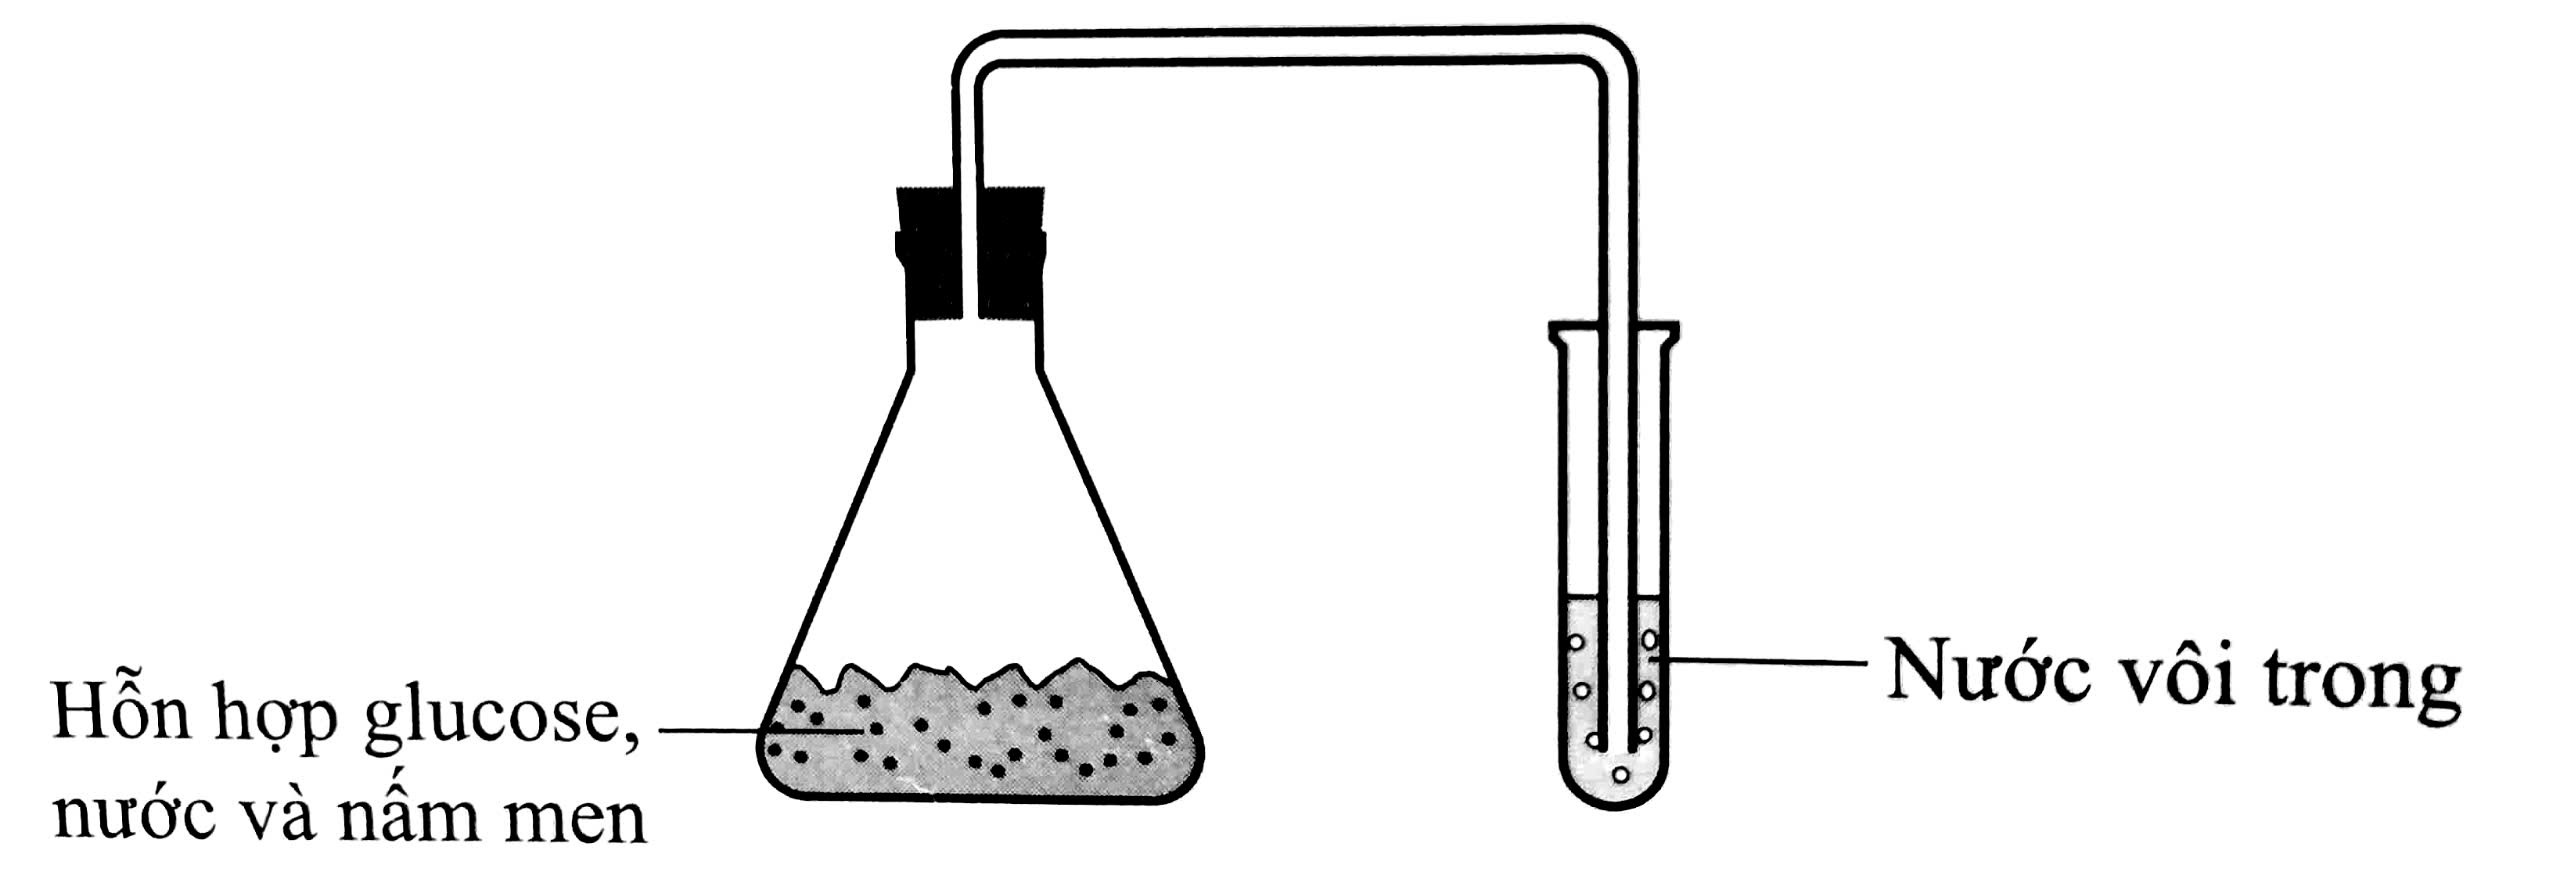 Hỗn hợp glucose,
nước và nấm men
Nước vôi trong